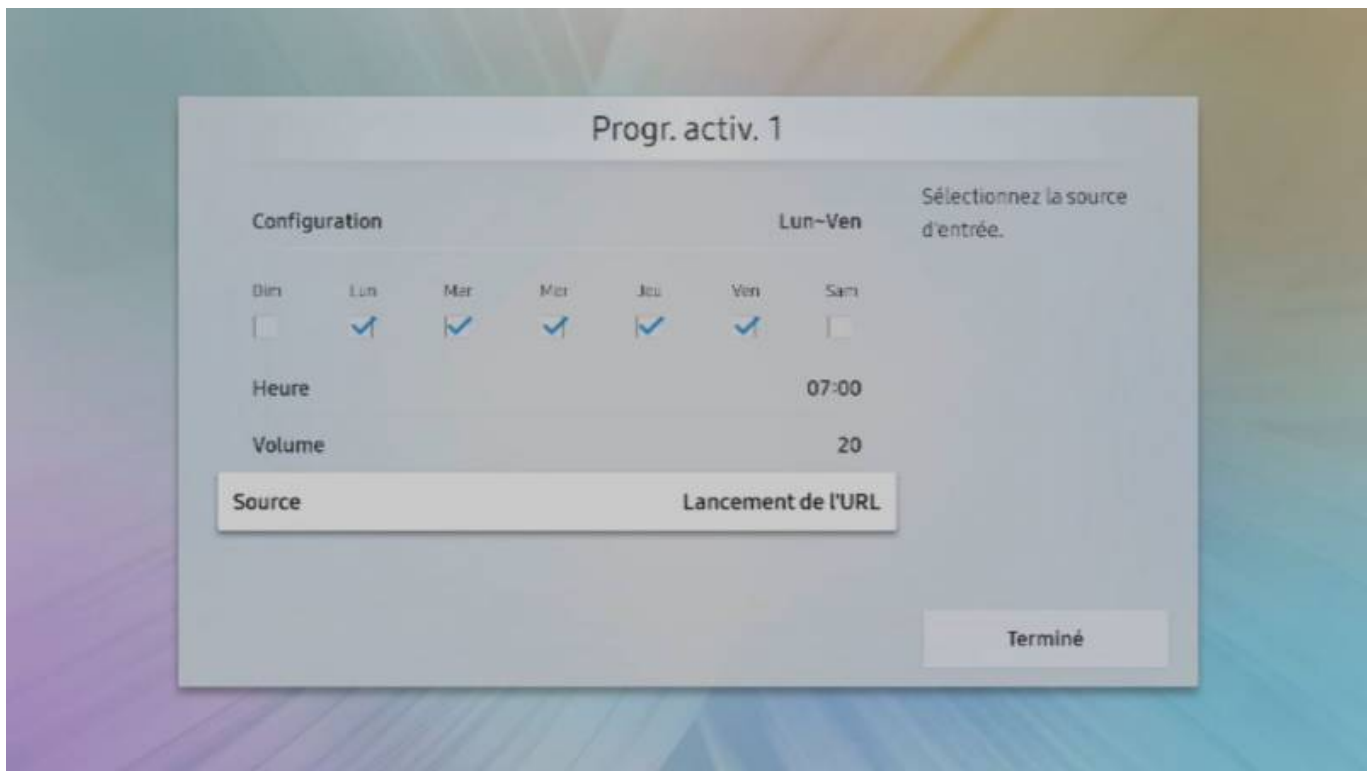 Progr. activ. 1
Configuration Lun~Ven
Sélectionnez la source
d'entrée.
Dim Lun Mar Mer Jeu Ven Sam
Heure 07:00
Volume 20
Source Lancement de l'URL
Terminé